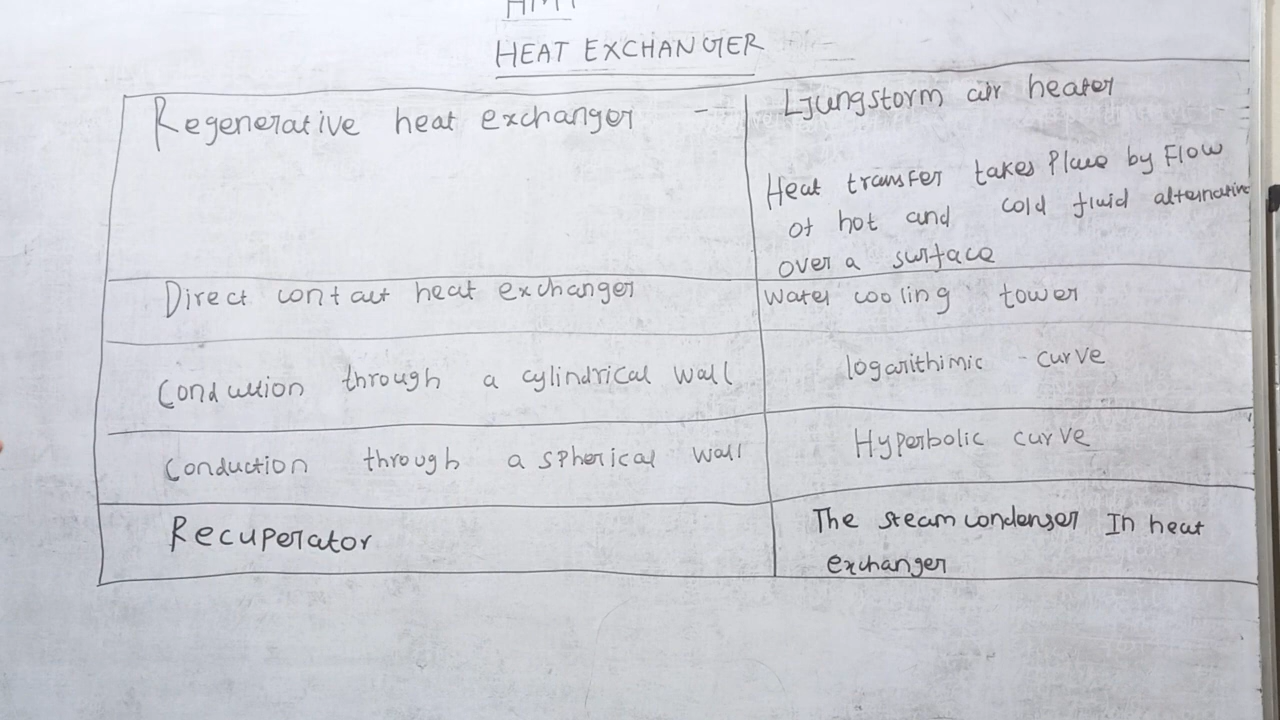 HMT
HEAT EXCHANGER
Regenerative heat exchanger -
Ljungstorm air heater
Heat transfer takes Place by Flow
of hot and cold fluid alternative
over a surface
Direct contact heat exchanger
water cooling tower
Conduction through a cylindrical wall
logarithimic curve
Conduction through a spherical wall
Hyperbolic curve
Recuperator
The steam condenser In heat
exchanger